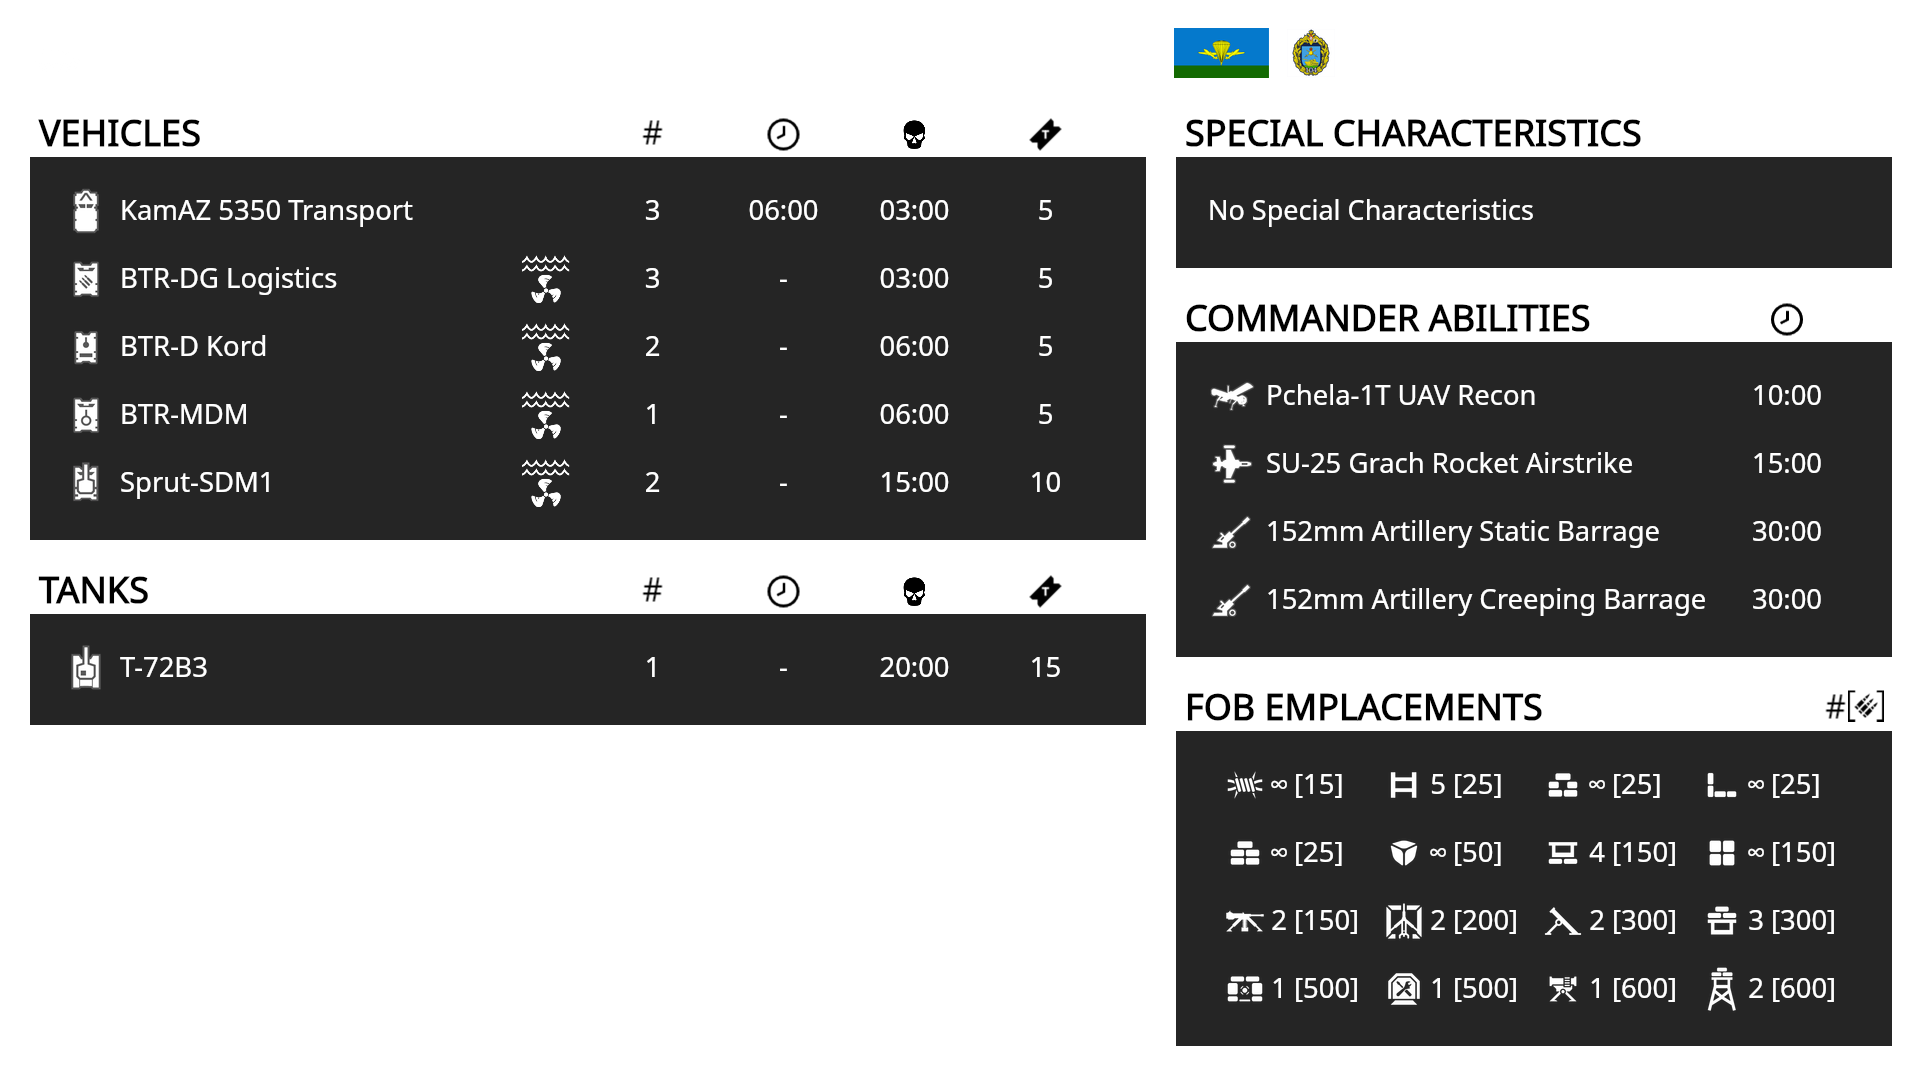 VEHICLES #
KamAZ 5350 Transport 3 06:00 03:00 5
BTR-DG Logistics 3 - 03:00 5
BTR-D Kord 2 - 06:00 5
BTR-MDM 1 - 06:00 5
Sprut-SDM1 2 - 15:00 10
TANKS #
T-72B3 1 - 20:00 15
SPECIAL CHARACTERISTICS
No Special Characteristics
COMMANDER ABILITIES
Pchela-1T UAV Recon 10:00
SU-25 Grach Rocket Airstrike 15:00
152mm Artillery Static Barrage 30:00
152mm Artillery Creeping Barrage 30:00
FOB EMPLACEMENTS #[]
∞ [15] 5 [25] ∞ [25] ∞ [25]
∞ [25] ∞ [50] 4 [150] ∞ [150]
2 [150] 2 [200] 2 [300] 3 [300]
1 [500] 1 [500] 1 [600] 2 [600]